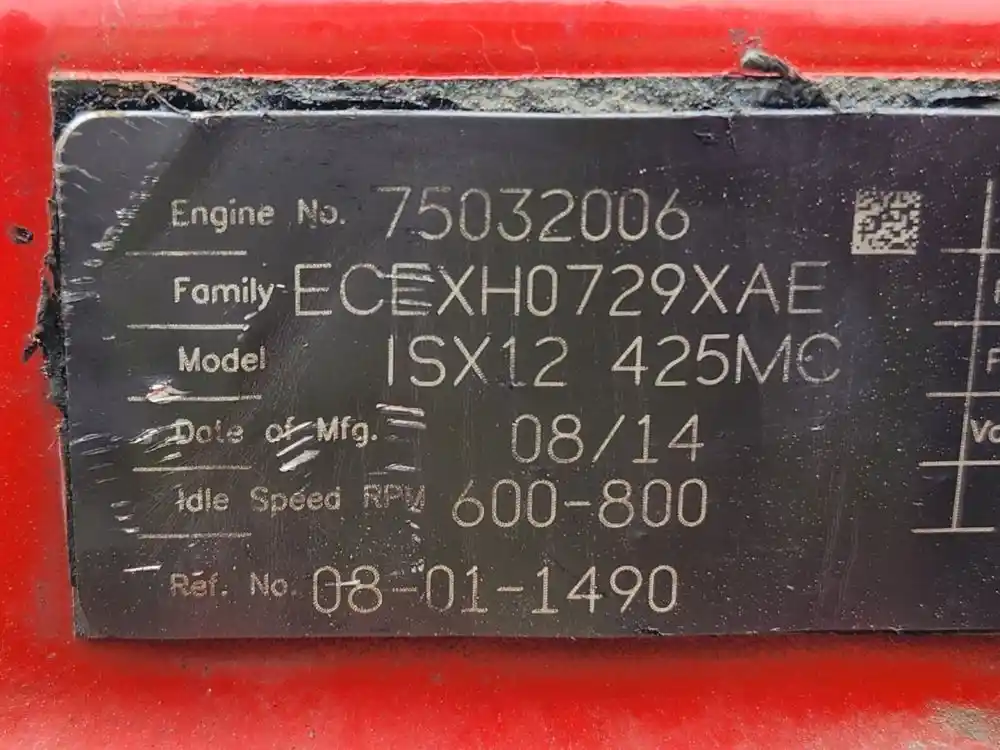 Engine No. 75032006
Family ECEXH0729XAE
Model ISX12 425MC
Date of Mfg. 08/14
Idle Speed RPM 600-800
Ref. No. 08-01-1490